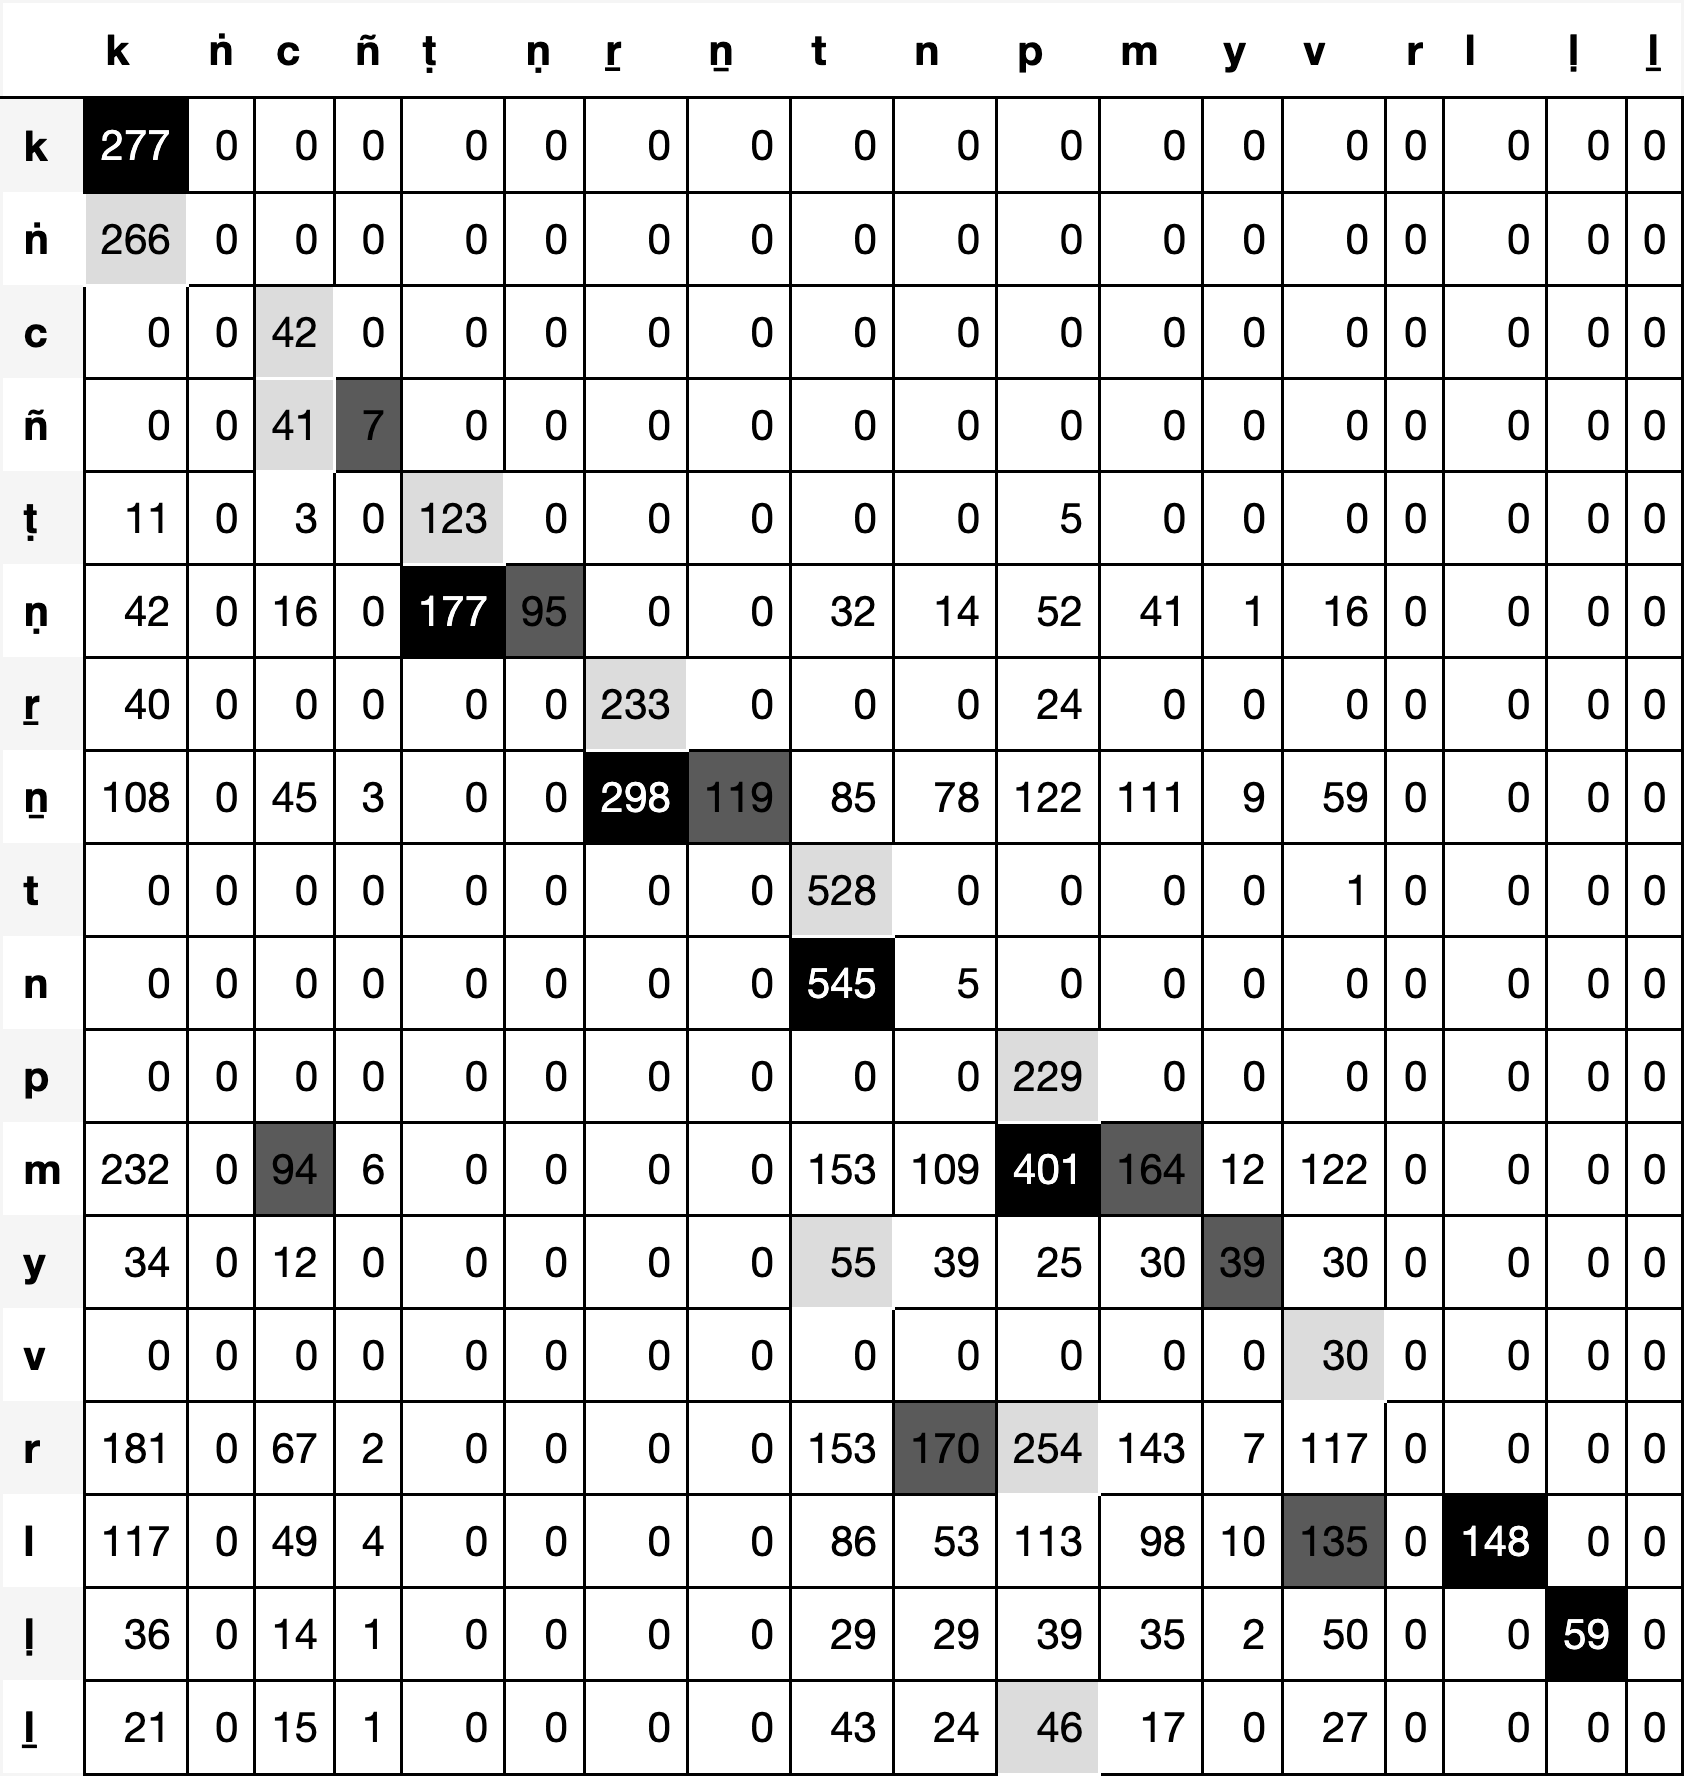 k ṅ c ñ ṭ ṇ ṟ ṉ t n p m y v r l ḷ ḻ
k 277 0 0 0 0 0 0 0 0 0 0 0 0 0 0 0 0 0
ṅ 266 0 0 0 0 0 0 0 0 0 0 0 0 0 0 0 0 0
c 0 0 42 0 0 0 0 0 0 0 0 0 0 0 0 0 0 0
ñ 0 0 41 7 0 0 0 0 0 0 0 0 0 0 0 0 0 0
ṭ 11 0 3 0 123 0 0 0 0 0 5 0 0 0 0 0 0 0
ṇ 42 0 16 0 177 95 0 0 32 14 52 41 1 16 0 0 0 0
ṟ 40 0 0 0 0 0 233 0 0 0 24 0 0 0 0 0 0 0
ṉ 108 0 45 3 0 0 298 119 85 78 122 111 9 59 0 0 0 0
t 0 0 0 0 0 0 0 0 528 0 0 0 0 1 0 0 0 0
n 0 0 0 0 0 0 0 0 545 5 0 0 0 0 0 0 0 0
p 0 0 0 0 0 0 0 0 0 0 229 0 0 0 0 0 0 0
m 232 0 94 6 0 0 0 0 153 109 401 164 12 122 0 0 0 0
y 34 0 12 0 0 0 0 0 55 39 25 30 39 30 0 0 0 0
v 0 0 0 0 0 0 0 0 0 0 0 0 0 30 0 0 0 0
r 181 0 67 2 0 0 0 0 153 170 254 143 7 117 0 0 0 0
l 117 0 49 4 0 0 0 0 86 53 113 98 10 135 0 148 0 0
ḷ 36 0 14 1 0 0 0 0 29 29 39 35 2 50 0 0 59 0
ḻ 21 0 15 1 0 0 0 0 43 24 46 17 0 27 0 0 0 0